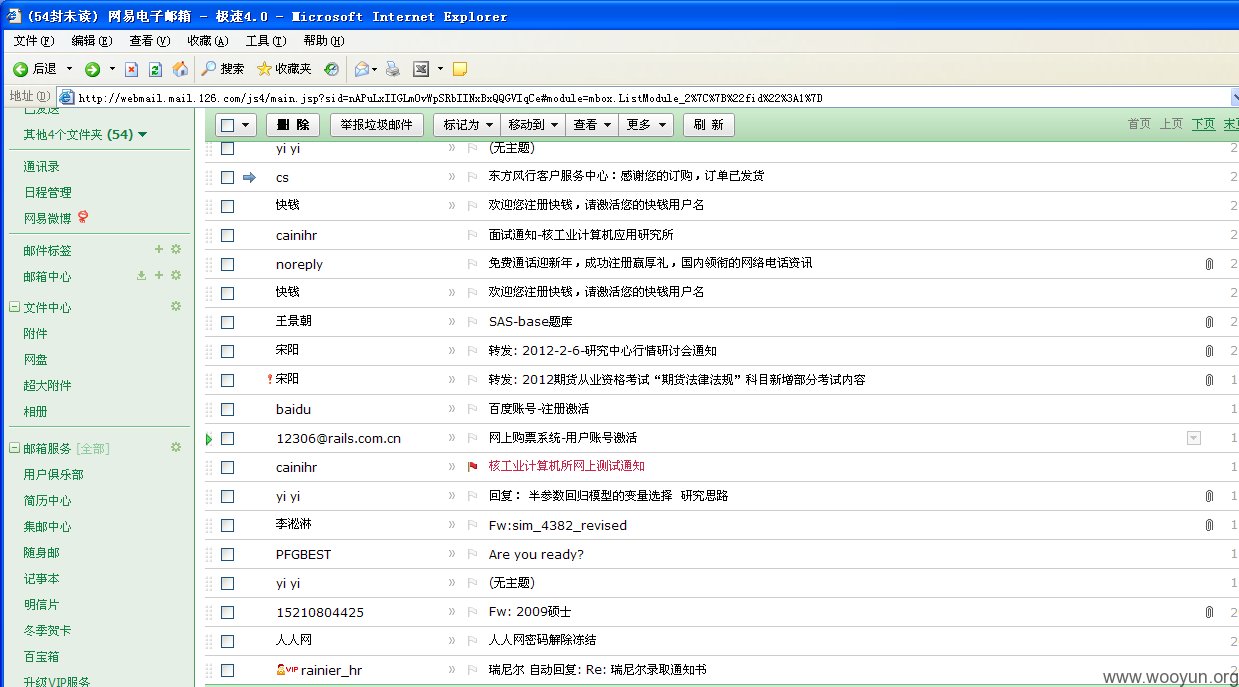 (54封未读) 网易电子邮箱 - 极速4.0 - Microsoft Internet Explorer
文件(F) 编辑(E) 查看(V) 收藏(A) 工具(T) 帮助(H)
后退 搜索 收藏夹
地址(D) http://webmail.mail.126.com/js4/main.jsp?sid=nAPuLxIIGLmOvWpSRbIINxBxQQGVIqCe#module=mbox.ListModule_2%7C%7B%22fid%22%3A1%7D
已发送
其他4个文件夹 (54)
通讯录
日程管理
网易微博
邮件标签
邮箱中心
文件中心
附件
网盘
超大附件
相册
邮箱服务 [全部]
用户俱乐部
简历中心
集邮中心
随身邮
记事本
明信片
冬季贺卡
百宝箱
升级VIP服务
删 除 举报垃圾邮件 标记为 移动到 查看 更多 刷 新 首页 上页 下页 末页
yi yi » (无主题) 2
cs » 东方风行客户服务中心：感谢您的订购，订单已发货 2
快钱 » 欢迎您注册快钱，请激活您的快钱用户名 2
cainihr 面试通知-核工业计算机应用研究所 2
noreply 免费通话迎新年，成功注册赢厚礼，国内领衔的网络电话资讯 2
快钱 » 欢迎您注册快钱，请激活您的快钱用户名 2
王景朝 » SAS-base题库 2
宋阳 » 转发: 2012-2-6-研究中心行情研讨会通知 2
! 宋阳 » 转发: 2012期货从业资格考试“期货法律法规”科目新增部分考试内容 1
baidu » 百度账号-注册激活 1
12306@rails.com.cn » 网上购票系统-用户账号激活 1
cainihr » 核工业计算机所网上测试通知 1
yi yi » 回复： 半参数回归模型的变量选择 研究思路 1
李淞淋 » Fw:sim_4382_revised 1
PFGBEST » Are you ready? 1
yi yi » (无主题) 1
15210804425 » Fw: 2009硕士 2
人人网 » 人人网密码解除冻结 2
VIP rainier_hr » 瑞尼尔 自动回复: Re: 瑞尼尔录取通知书 2
www.wooyun.org